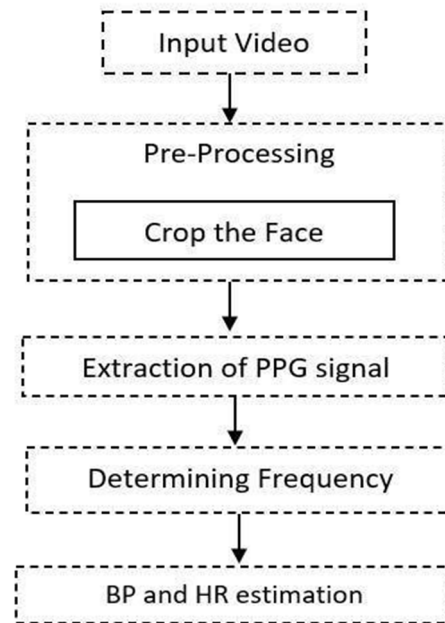 Input Video
Pre-Processing
Crop the Face
Extraction of PPG signal
Determining Frequency
BP and HR estimation